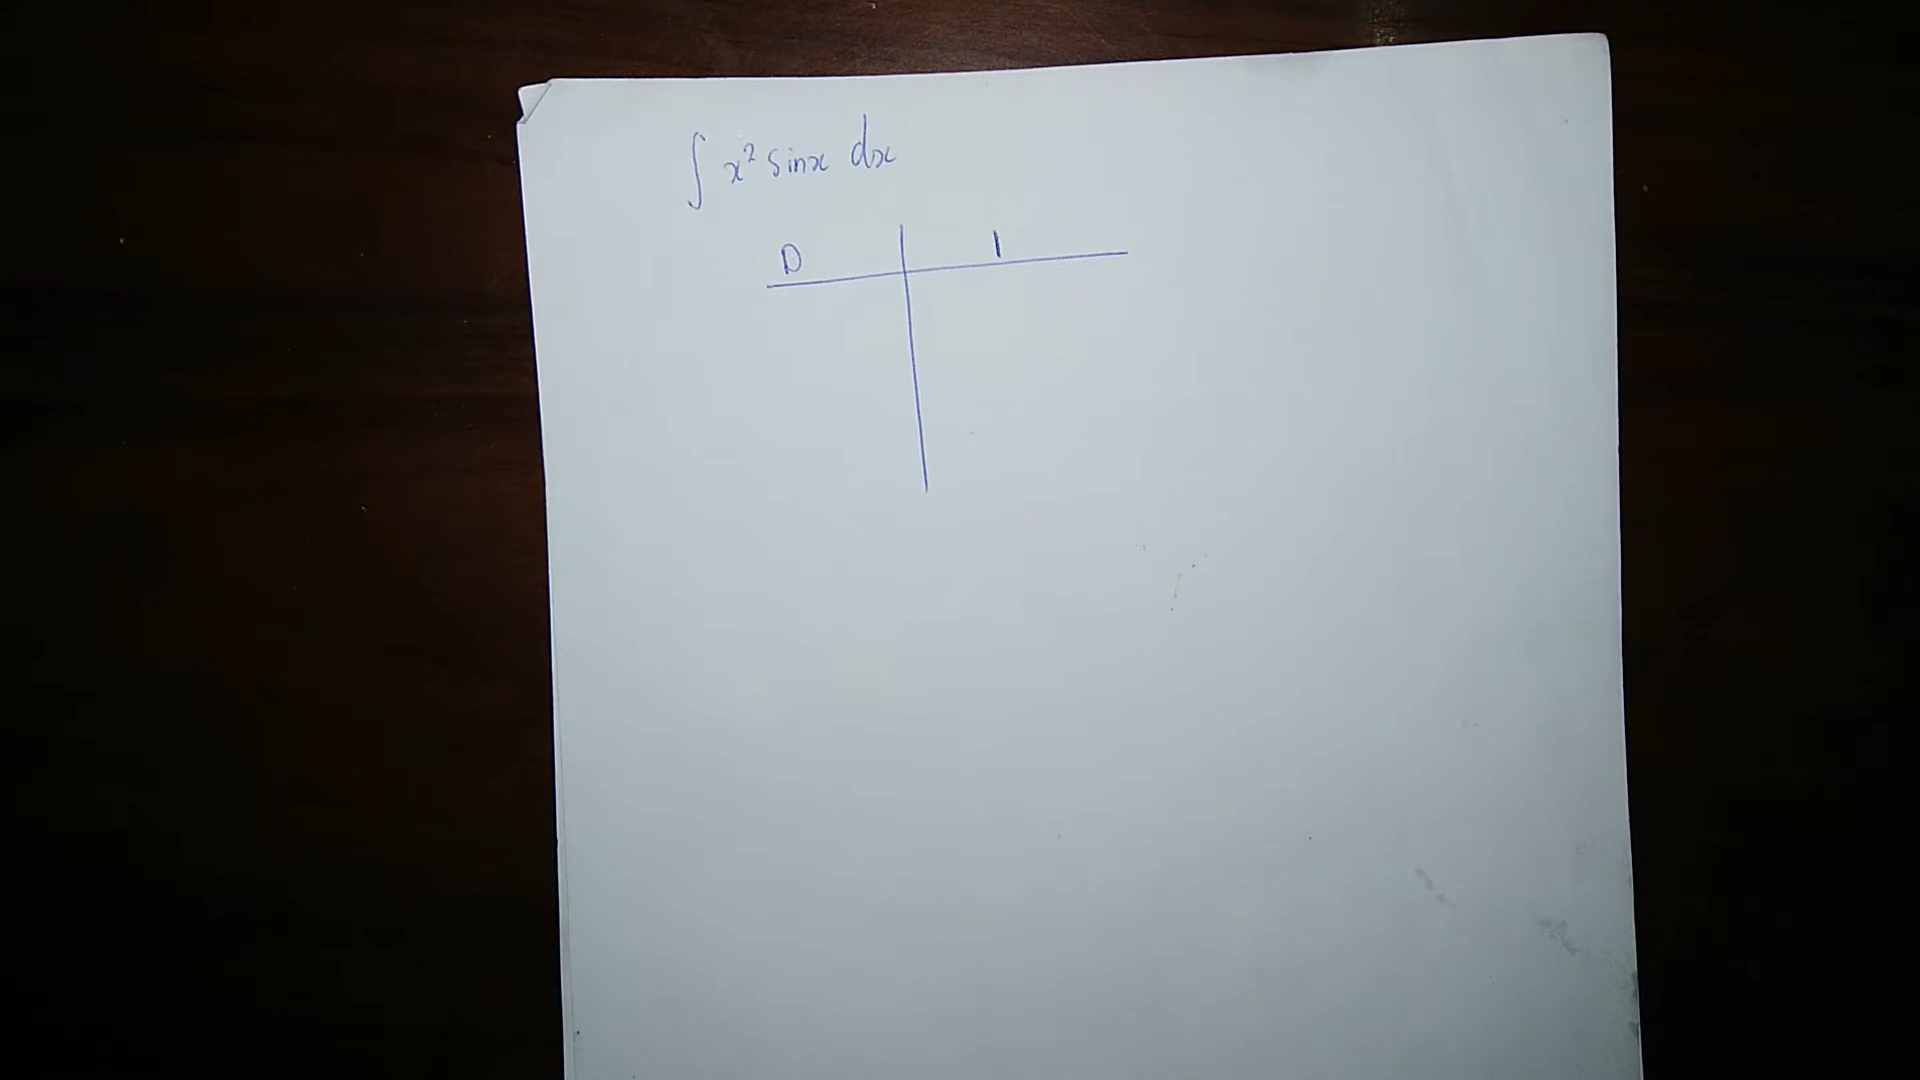 ∫ x² sinx dx
D I